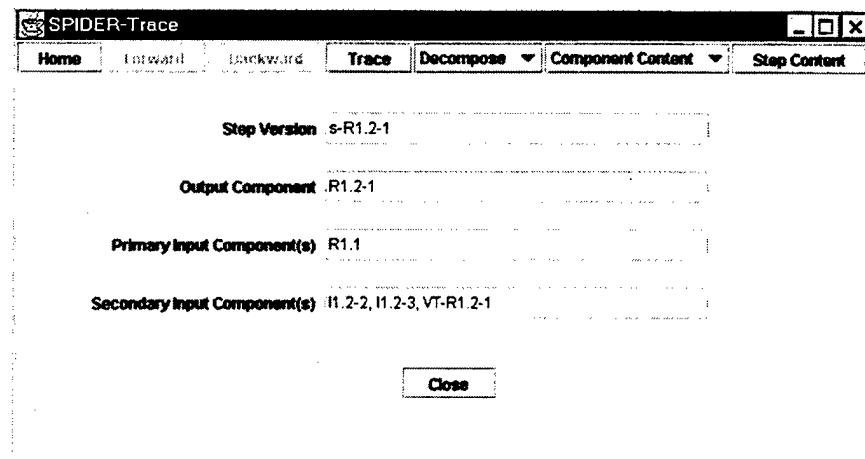 SPIDER-Trace
Home Forward Backward Trace Decompose Component Content Step Content
Step Version s-R1.2-1
Output Component R1.2-1
Primary Input Component(s) R1.1
Secondary Input Component(s) I1.2-2, I1.2-3, VT-R1.2-1
Close